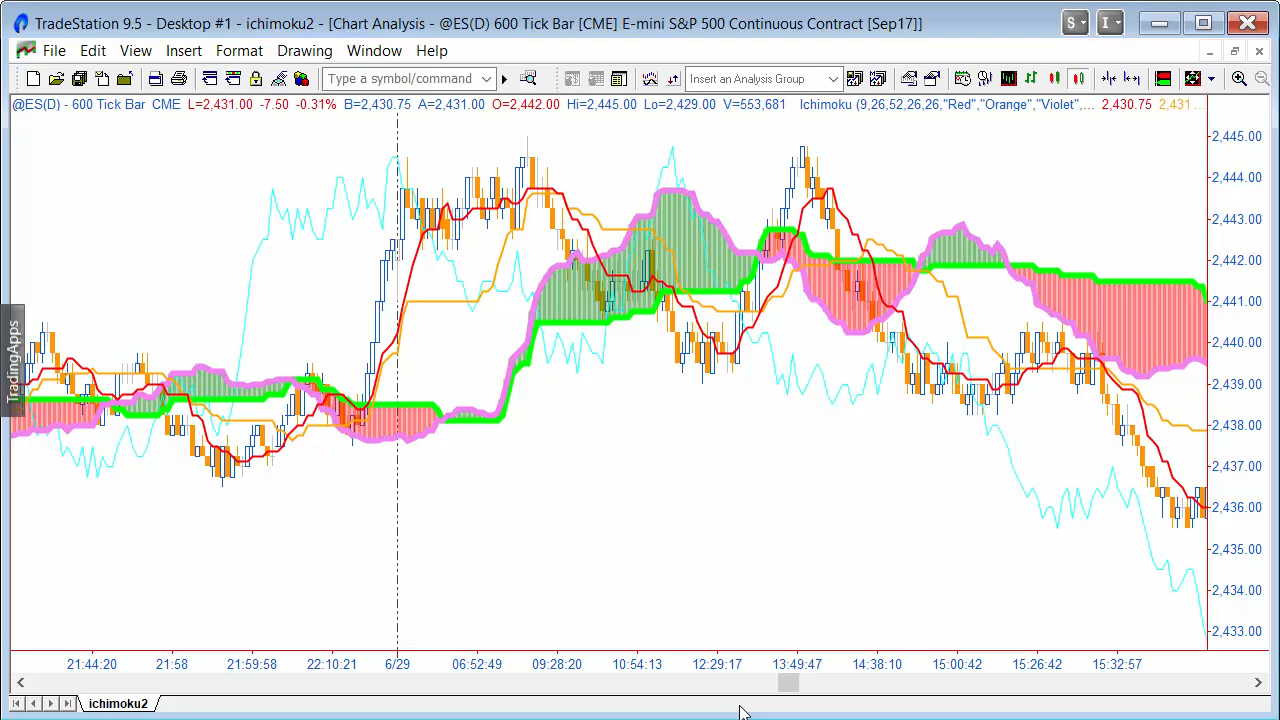 TradeStation 9.5 - Desktop #1 - ichimoku2 - [Chart Analysis - @ES(D) 600 Tick Bar [CME] E-mini S&P 500 Continuous Contract [Sep17]]
S I
File Edit View Insert Format Drawing Window Help
Type a symbol/command Insert an Analysis Group
@ES(D) - 600 Tick Bar CME L=2,431.00 -7.50 -0.31% B=2,430.75 A=2,431.00 O=2,442.00 Hi=2,445.00 Lo=2,429.00 V=553,681 Ichimoku (9,26,52,26,26,"Red","Orange","Violet",... 2,430.75 2,431 ...
2,445.00
2,444.00
2,443.00
2,442.00
2,441.00
2,440.00
2,439.00
2,438.00
2,437.00
2,436.00
2,435.00
2,434.00
2,433.00
TradingApps
21:44:20 21:58 21:59:58 22:10:21 6/29 06:52:49 09:28:20 10:54:13 12:29:17 13:49:47 14:38:10 15:00:42 15:26:42 15:32:57
ichimoku2